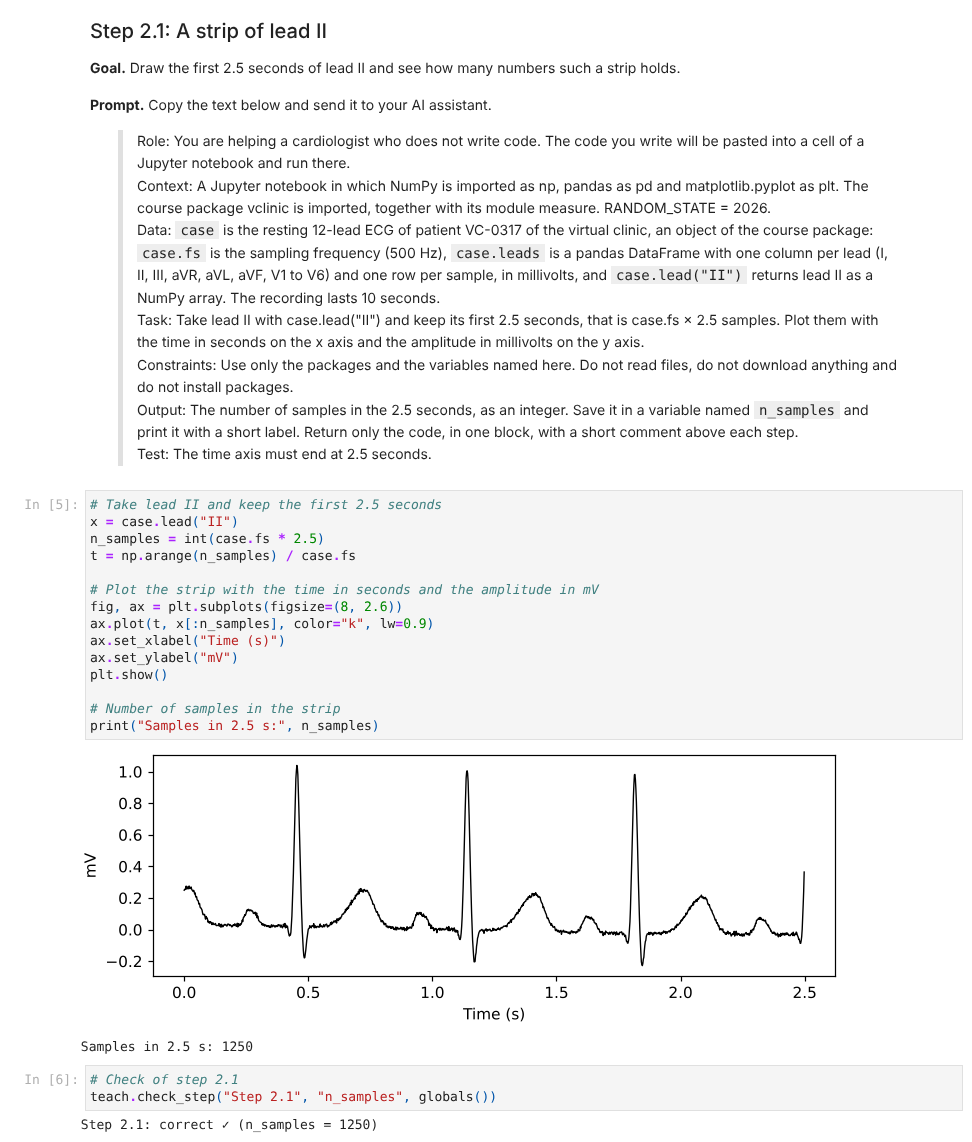 Step 2.1: A strip of lead II
Goal. Draw the first 2.5 seconds of lead II and see how many numbers such a strip holds.
Prompt. Copy the text below and send it to your AI assistant.
Role: You are helping a cardiologist who does not write code. The code you write will be pasted into a cell of a
Jupyter notebook and run there.
Context: A Jupyter notebook in which NumPy is imported as np, pandas as pd and matplotlib.pyplot as plt. The
course package vclinic is imported, together with its module measure. RANDOM_STATE = 2026.
Data: case is the resting 12-lead ECG of patient VC-0317 of the virtual clinic, an object of the course package:
case.fs is the sampling frequency (500 Hz), case.leads is a pandas DataFrame with one column per lead (I,
II, III, aVR, aVL, aVF, V1 to V6) and one row per sample, in millivolts, and case.lead("II") returns lead II as a
NumPy array. The recording lasts 10 seconds.
Task: Take lead II with case.lead("II") and keep its first 2.5 seconds, that is case.fs × 2.5 samples. Plot them with
the time in seconds on the x axis and the amplitude in millivolts on the y axis.
Constraints: Use only the packages and the variables named here. Do not read files, do not download anything and
do not install packages.
Output: The number of samples in the 2.5 seconds, as an integer. Save it in a variable named n_samples and
print it with a short label. Return only the code, in one block, with a short comment above each step.
Test: The time axis must end at 2.5 seconds.
In [5]:
# Take lead II and keep the first 2.5 seconds
x = case.lead("II")
n_samples = int(case.fs * 2.5)
t = np.arange(n_samples) / case.fs
# Plot the strip with the time in seconds and the amplitude in mV
fig, ax = plt.subplots(figsize=(8, 2.6))
ax.plot(t, x[:n_samples], color="k", lw=0.9)
ax.set_xlabel("Time (s)")
ax.set_ylabel("mV")
plt.show()
# Number of samples in the strip
print("Samples in 2.5 s:", n_samples)
1.0
0.8
0.6
0.4
0.2
0.0
−0.2
mV
0.0 0.5 1.0 1.5 2.0 2.5
Time (s)
Samples in 2.5 s: 1250
In [6]:
# Check of step 2.1
teach.check_step("Step 2.1", "n_samples", globals())
Step 2.1: correct ✓ (n_samples = 1250)